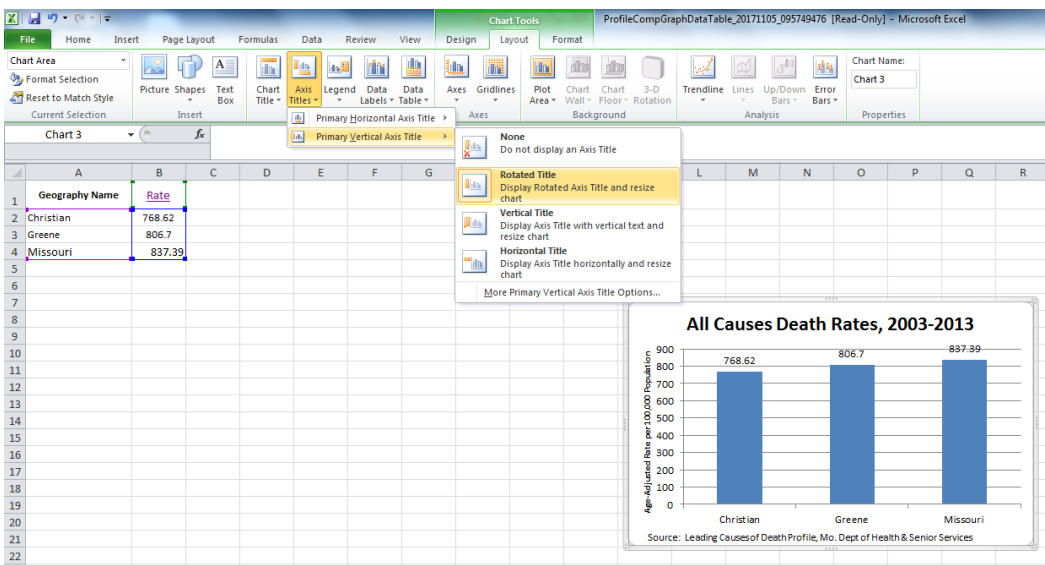 Chart Tools
ProfileCompGraphDataTable_20171105_095749476 [Read-Only] - Microsoft Excel
File Home Insert Page Layout Formulas Data Review View Design Layout Format
Chart Area
Format Selection
Reset to Match Style
Current Selection
Picture Shapes Text Box
Insert
Chart Title Axis Titles Legend Data Labels Data Table
Axes Gridlines
Axes
Plot Area Chart Wall Chart Floor 3-D Rotation
Background
Trendline Lines Up/Down Bars Error Bars
Analysis
Chart Name:
Chart 3
Properties
Primary Horizontal Axis Title
Primary Vertical Axis Title
Chart 3 fx
None
Do not display an Axis Title
Rotated Title
Display Rotated Axis Title and resize
chart
Vertical Title
Display Axis Title with vertical text and
resize chart
Horizontal Title
Display Axis Title horizontally and resize
chart
More Primary Vertical Axis Title Options...
A B C D E F G L M N O P Q R
1 Geography Name Rate
2 Christian 768.62
3 Greene 806.7
4 Missouri 837.39
5
6
7
8
9
10
11
12
13
14
15
16
17
18
19
20
21
22
All Causes Death Rates, 2003-2013
Age-Adjusted Rate per 100,000 Population
900
800
700
600
500
400
300
200
100
0
768.62
806.7
837.39
Christian Greene Missouri
Source: Leading Causes of Death Profile, Mo. Dept of Health & Senior Services